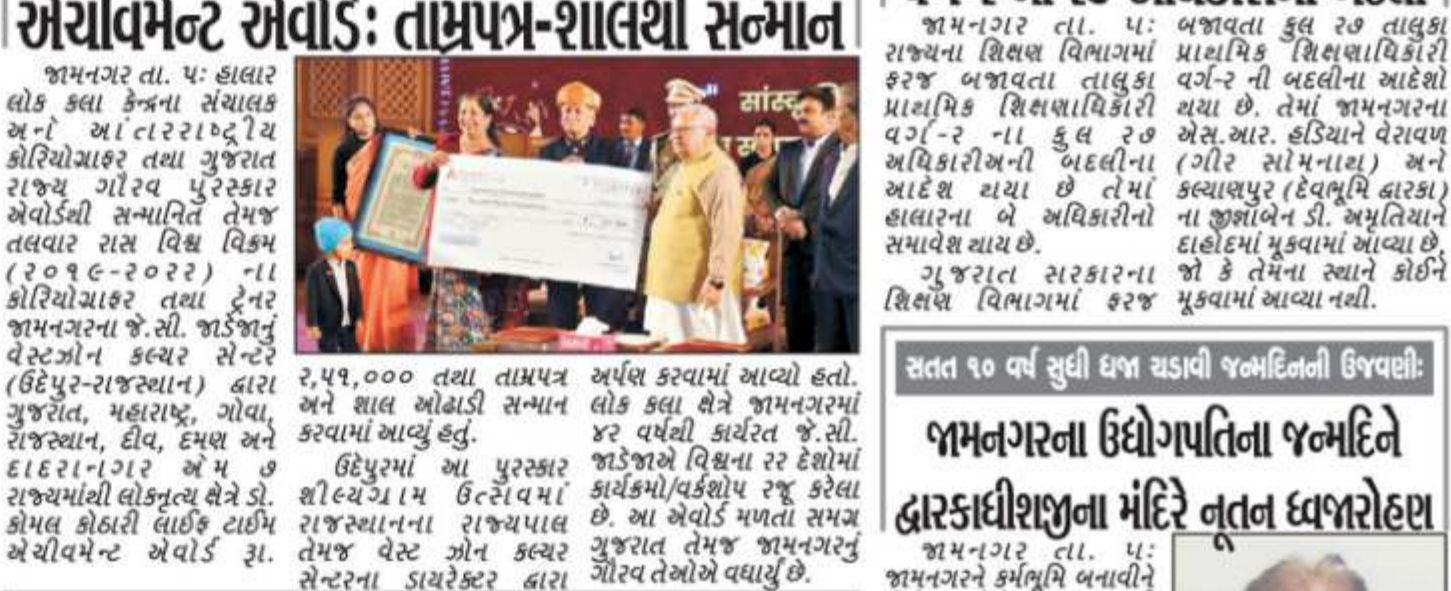 એચીવમેન્ટ એવોર્ડઃ તામ્રપત્ર-શાલથી સન્માન
જામનગર તા. ૫ઃ હાલાર
લોક કલા કેન્દ્રના સંચાલક
અને આંતરરાષ્ટ્રીય
કોરિયોગ્રાફર તથા ગુજરાત
રાજ્ય ગૌરવ પુરસ્કાર
એવોર્ડથી સન્માનિત તેમજ
તલવાર રાસ વિશ્વ વિક્રમ
(૨૦૧૯-૨૦૨૨) ના
કોરિયોગ્રાફર તથા ટ્રેનર
જામનગરના જે.સી. જાડેજાનું
વેસ્ટઝોન કલ્ચર સેન્ટર
(ઉદેપુર-રાજસ્થાન) દ્વારા
ગુજરાત, મહારાષ્ટ્ર, ગોવા,
રાજસ્થાન, દીવ, દમણ અને
દાદરાનગર એમ ૭
રાજ્યમાંથી લોકનૃત્ય ક્ષેત્રે ડો.
કોમલ કોઠારી લાઈફ ટાઈમ
એચીવમેન્ટ એવોર્ડ રૂા.
सांस्कृ
૨,૫૧,૦૦૦ તથા તામ્રપત્ર
અને શાલ ઓઢાડી સન્માન
કરવામાં આવ્યું હતું.
ઉદેપુરમાં આ પુરસ્કાર
શીલ્યગ્રામ ઉત્સવમાં
રાજસ્થાનના રાજ્યપાલ
તેમજ વેસ્ટ ઝોન કલ્ચર
સેન્ટરના ડાયરેક્ટર દ્વારા
અર્પણ કરવામાં આવ્યો હતો.
લોક કલા ક્ષેત્રે જામનગરમાં
૪૨ વર્ષથી કાર્યરત જે.સી.
જાડેજાએ વિશ્વના ૨૨ દેશોમાં
કાર્યક્રમો/વર્કશોપ રજૂ કરેલા
છે. આ એવોર્ડ મળતા સમગ્ર
ગુજરાત તેમજ જામનગરનું
ગૌરવ તેઓએ વધાર્યું છે.
જામનગર તા. ૫ઃ
રાજ્યના શિક્ષણ વિભાગમાં
ફરજ બજાવતા તાલુકા
પ્રાથમિક શિક્ષણાધિકારી
વર્ગ-૨ ના કુલ ૨૭
અધિકારીઅની બદલીના
આદેશ થયા છે તેમાં
હાલારના બે અધિકારીનો
સમાવેશ થાય છે.
ગુજરાત સરકારના
શિક્ષણ વિભાગમાં ફરજ
બજાવતા કુલ ૨૭ તાલુકા
પ્રાથમિક શિક્ષણાધિકારી
વર્ગ-૨ ની બદલીના આદેશો
થયા છે. તેમાં જામનગરના
એસ.આર. હડિયાને વેરાવળ
(ગીર સોમનાથ) અને
કલ્યાણપુર (દેવભૂમિ દ્વારકા)
ના જીજ્ઞાબેન ડી. અમૃતિયાને
દાહોદમાં મૂકવામાં આવ્યા છે.
જો કે તેમના સ્થાને કોઈને
મૂકવામાં આવ્યા નથી.
સતત ૧૦ વર્ષ સુધી ધજા ચડાવી જન્મદિનની ઉજવણીઃ
જામનગરના ઉદ્યોગપતિના જન્મદિને
દ્વારકાધીશજીના મંદિરે નૂતન ધ્વજારોહણ
જામનગર તા. ૫ઃ
જામનગરને કર્મભૂમિ બનાવીને